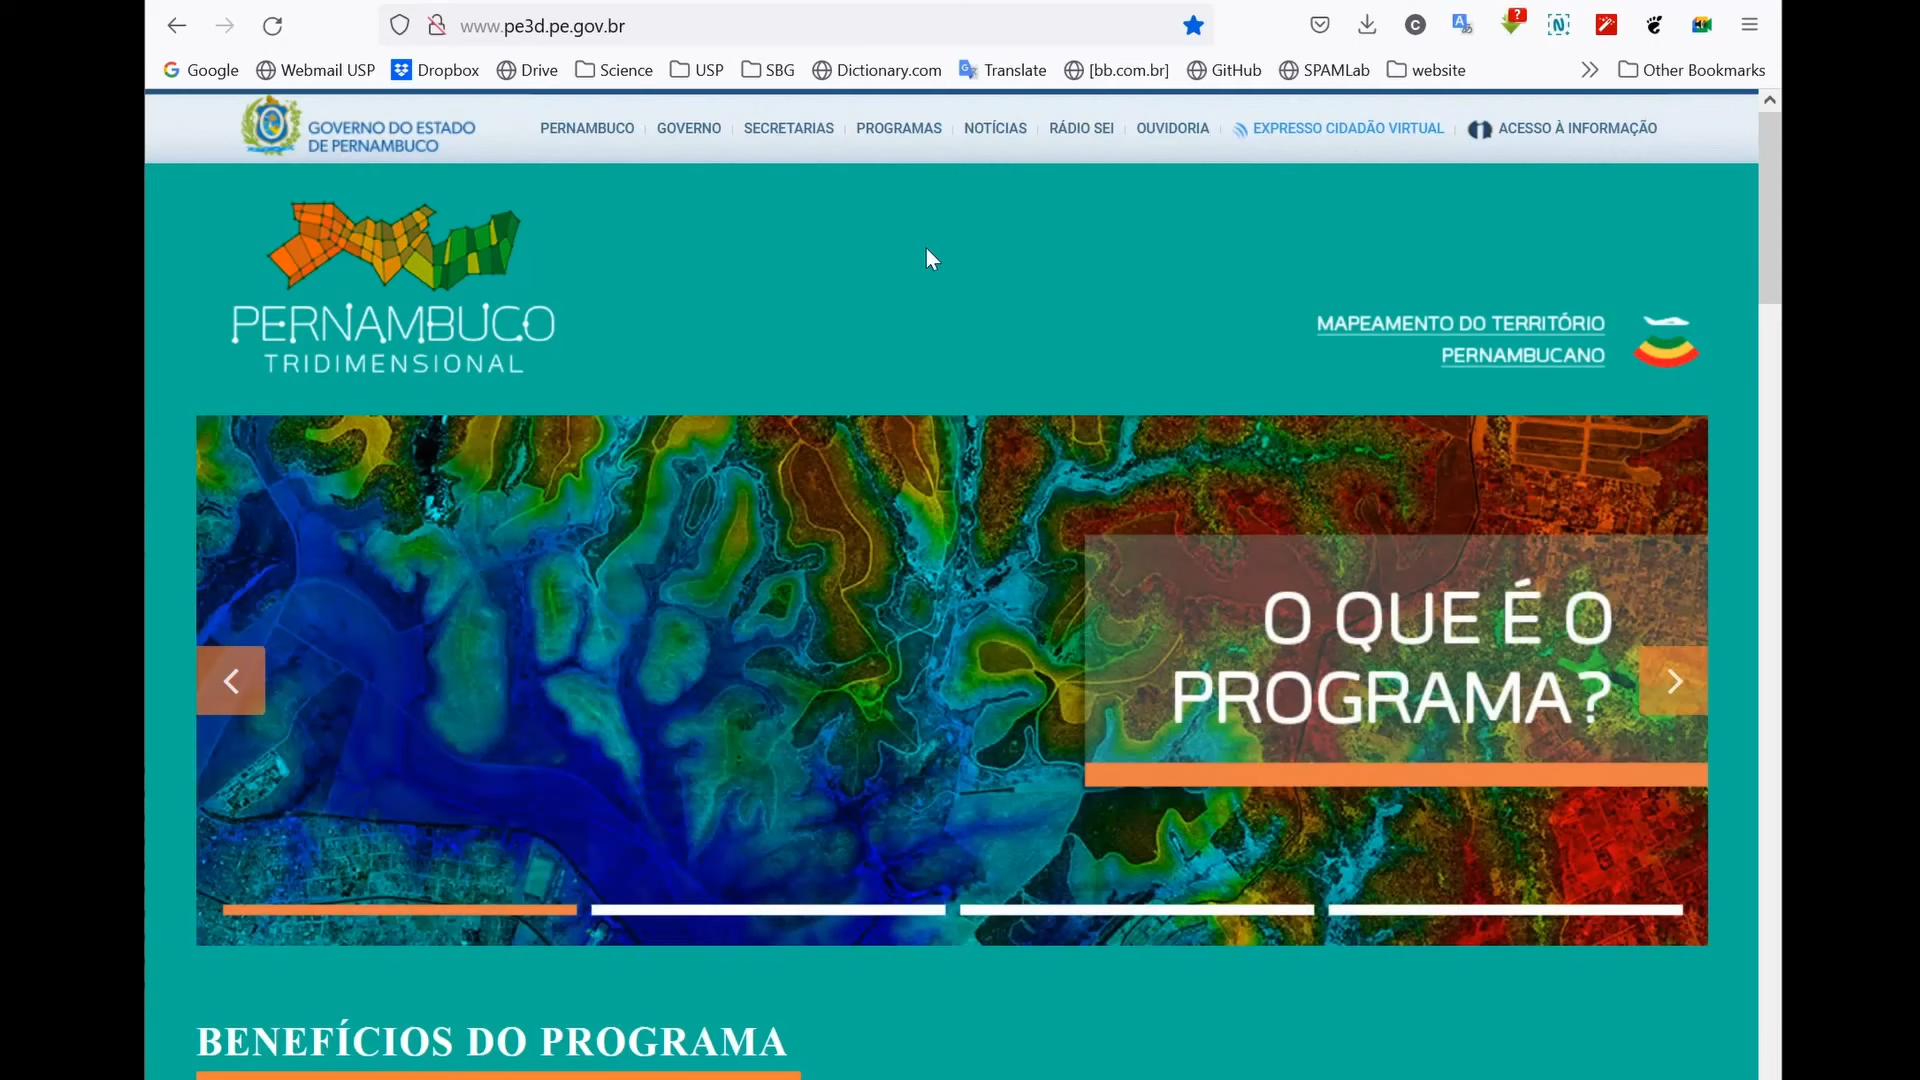 www.pe3d.pe.gov.br
?
Google
Webmail USP
Dropbox
Drive
Science
USP
SBG
Dictionary.com
Translate
[bb.com.br]
GitHub
SPAMLab
website
Other Bookmarks
GOVERNO DO ESTADO
DE PERNAMBUCO
PERNAMBUCO
GOVERNO
SECRETARIAS
PROGRAMAS
NOTÍCIAS
RÁDIO SEI
OUVIDORIA
EXPRESSO CIDADÃO VIRTUAL
ACESSO À INFORMAÇÃO
PERNAMBUCO
TRIDIMENSIONAL
MAPEAMENTO DO TERRITÓRIO
PERNAMBUCANO
O QUE É O
PROGRAMA?
BENEFÍCIOS DO PROGRAMA